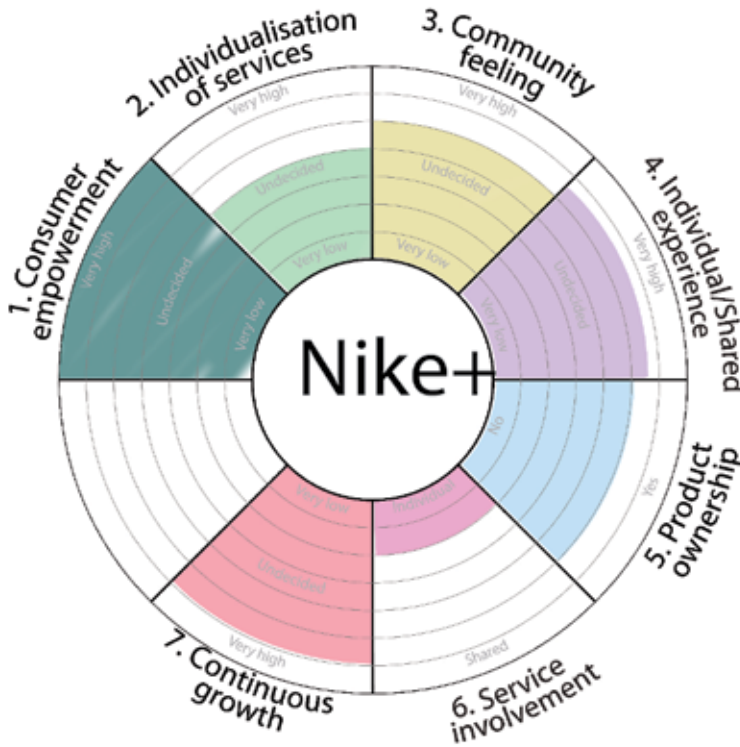 1. Consumer
empowerment
Very high
Undecided
Very low
2. Individualisation
of services
Very high
Undecided
Very low
3. Community
feeling
Very high
Undecided
Very low
4. Individual/Shared
experience
Very high
Undecided
Very low
Nike+
5. Product
ownership
No
Yes
6. Service
involvement
Individual
Shared
7. Continuous
growth
Very low
Undecided
Very high